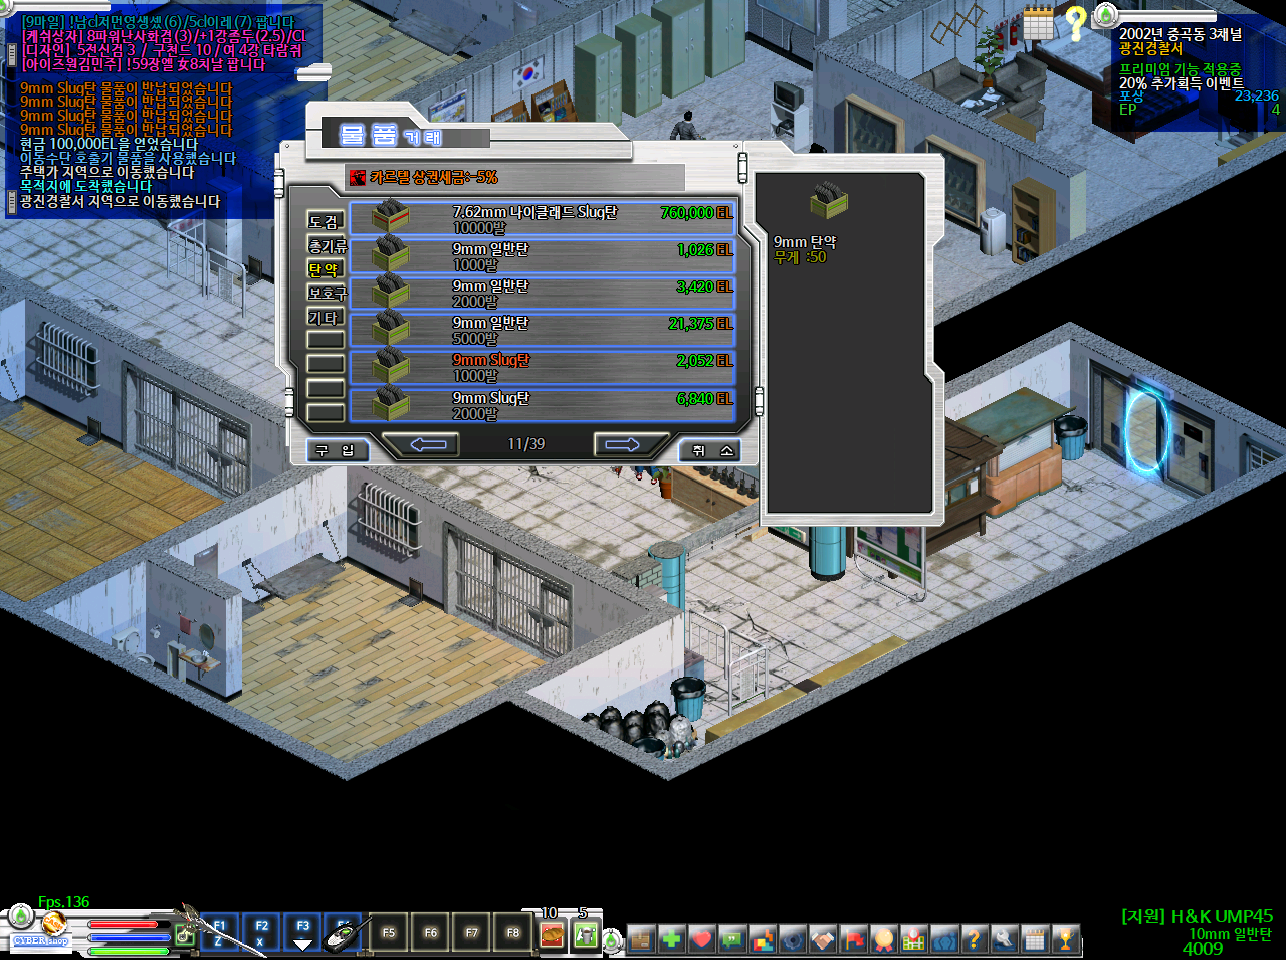 [9마일] !남cl저먼영생셌(6)/5cl이레(7) 팝니다
[케쉬상자] 8파워난사화겸(3)/+1강좀두(2.5)/CL
[디자인] 5전신검 3 / 구천도 10 / 여 4강 타람쥐
[아이즈원김민주] !59장엘 女8치날 팝니다
9mm Slug탄 물품이 반납되었습니다
9mm Slug탄 물품이 반납되었습니다
9mm Slug탄 물품이 반납되었습니다
9mm Slug탄 물품이 반납되었습니다
현금 100,000EL을 얻었습니다
이동수단 호출기 물품을 사용했습니다
주택가 지역으로 이동했습니다
목적지에 도착했습니다
광진경찰서 지역으로 이동했습니다
2002년 중곡동 3채널
광진경찰서
프리미엄 기능 적용중
20% 추가획득 이벤트
포상 23,236
EP 4
물품거래
카르텔 상권세금:-5%
도 검
총기류
탄 약
보호구
기 타
7.62mm 나이클래드 Slug탄 760,000 EL
10000발
9mm 일반탄 1,026 EL
1000발
9mm 일반탄 3,420 EL
2000발
9mm 일반탄 21,375 EL
5000발
9mm Slug탄 2,052 EL
1000발
9mm Slug탄 6,840 EL
2000발
구 입
11/39
취 소
9mm 탄약
무게 :50
Fps.136
CYBER shop
F1
Z
F2
X
F3
F4
F5
F6
F7
F8
10
5
[지원] H&K UMP45
10mm 일반탄
4009